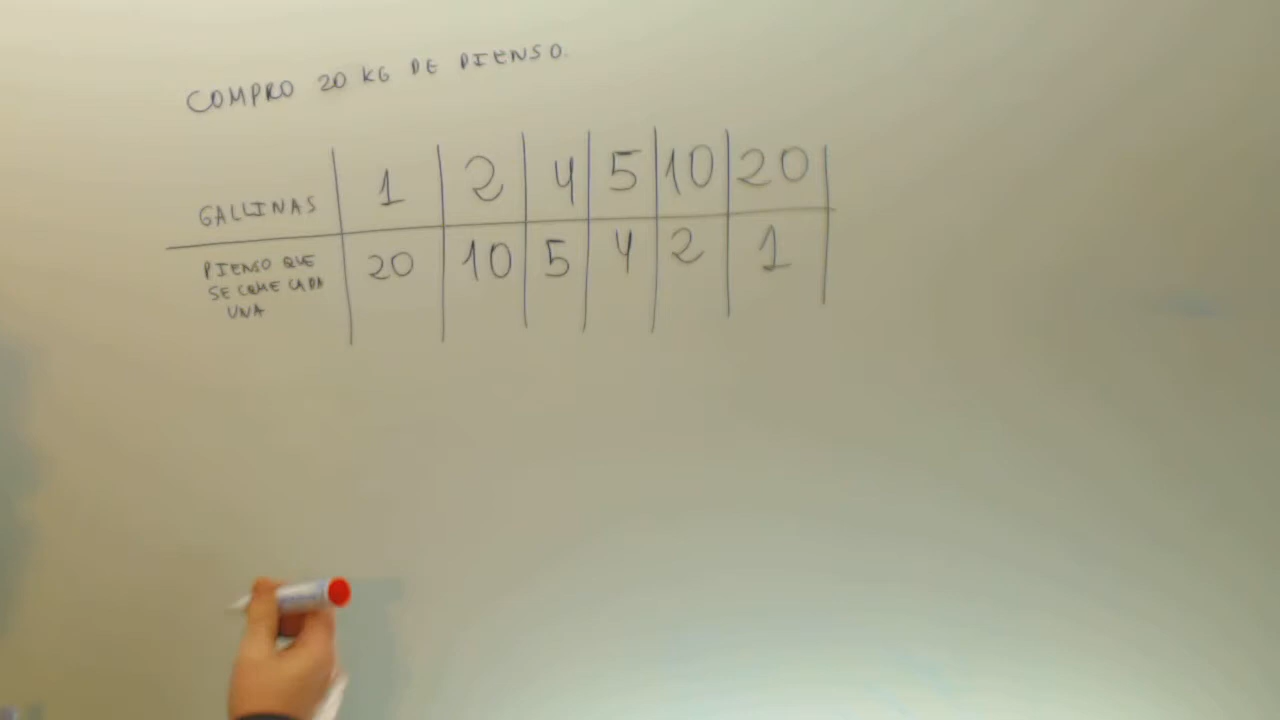 COMPRO 20 KG DE PIENSO.
GALLINAS 1 2 4 5 10 20
PIENSO QUE
SE COME CADA
UNA
20 10 5 4 2 1